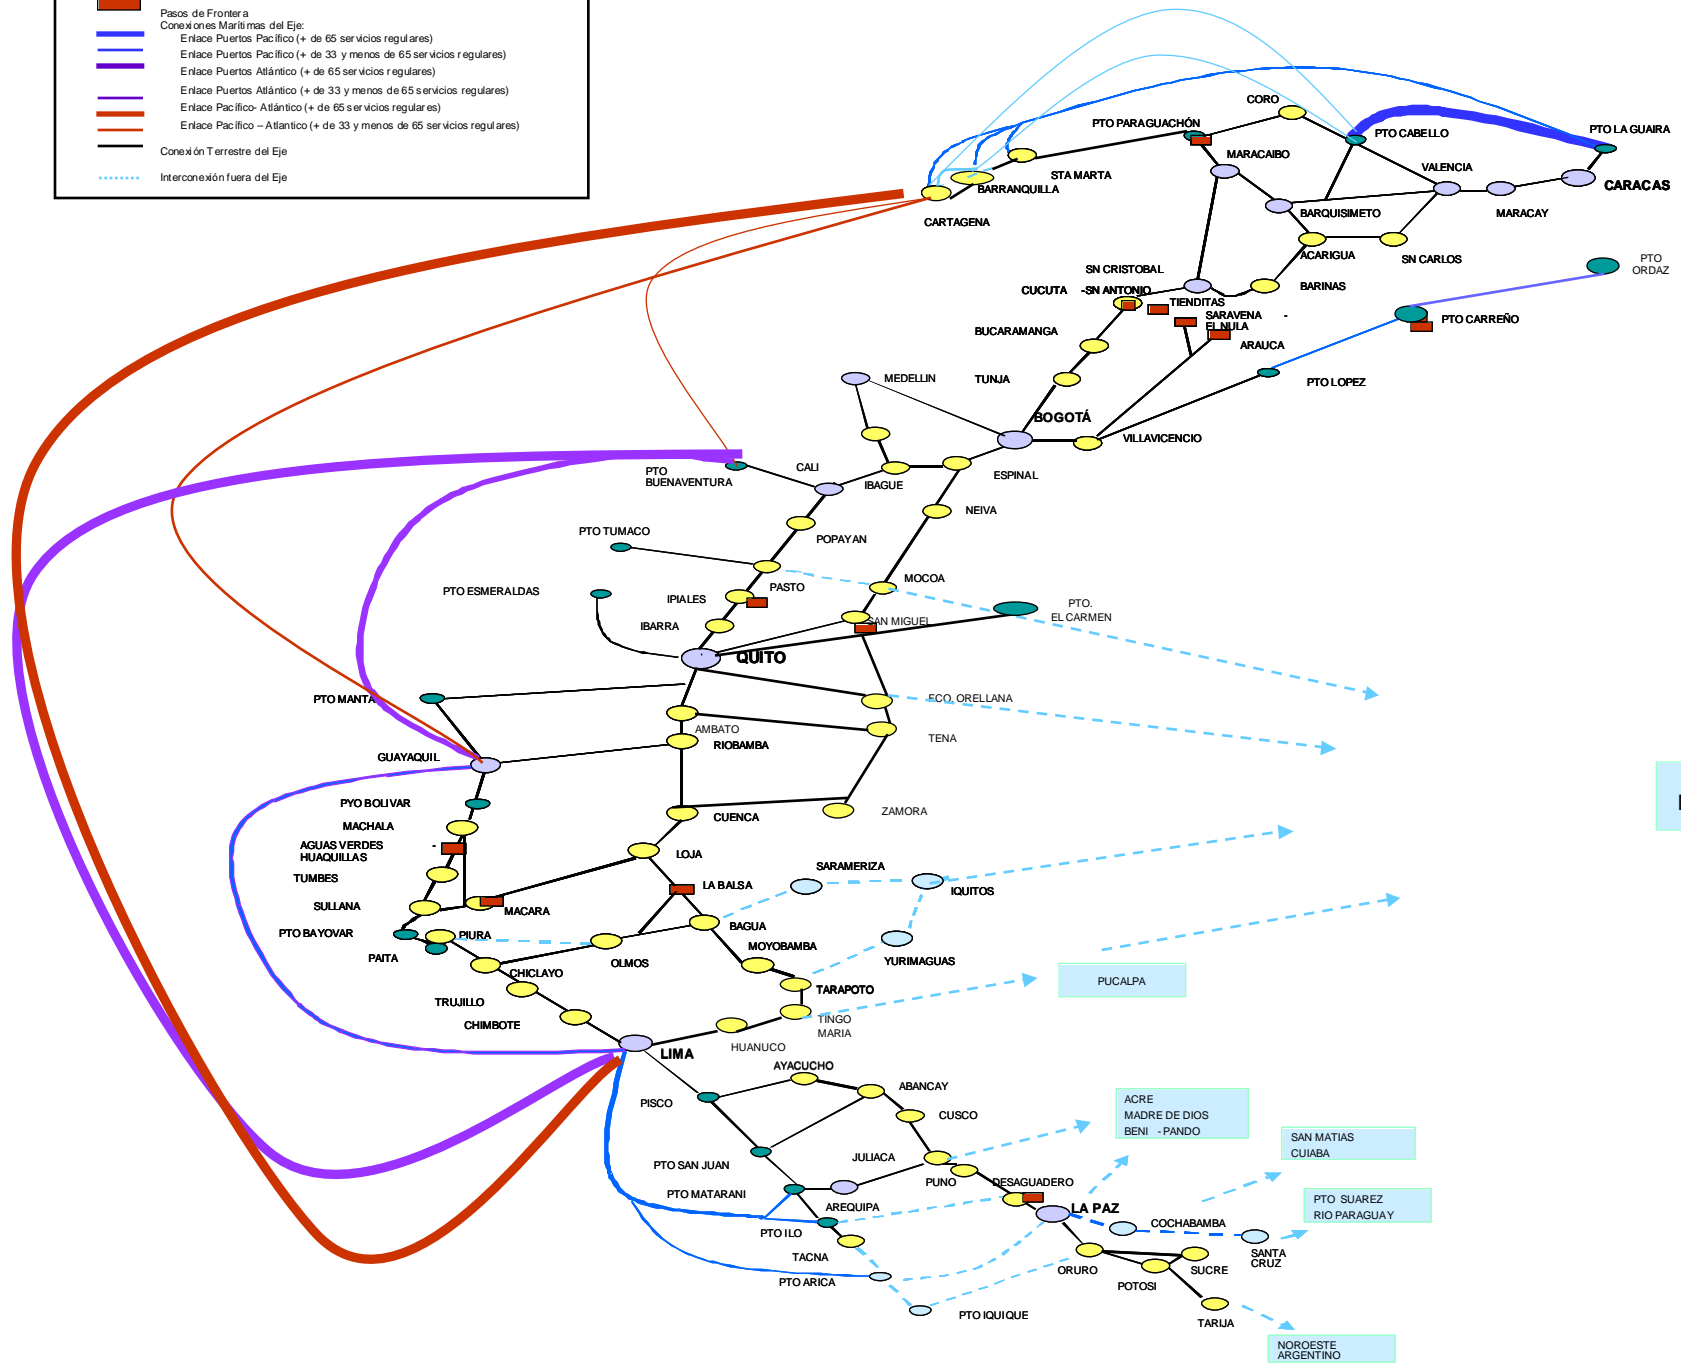 Pasos de Frontera
Conexiones Marítimas del Eje:
Enlace Puertos Pacífico (+ de 65 servicios regulares)
Enlace Puertos Pacífico (+ de 33 y menos de 65 servicios regulares)
Enlace Puertos Atlántico (+ de 65 servicios regulares)
Enlace Puertos Atlántico (+ de 33 y menos de 65 servicios regulares)
Enlace Pacífico- Atlántico (+ de 65 servicios regulares)
Enlace Pacífico – Atlantico (+ de 33 y menos de 65 servicios regulares)
Conexión Terrestre del Eje
Interconexión fuera del Eje
CORO
PTO PARAGUACHÓN
PTO CABELLO
PTO LA GUAIRA
MARACAIBO
VALENCIA
STA MARTA
BARRANQUILLA
CARACAS
MARACAY
CARTAGENA
BARQUISIMETO
ACARIGUA
SN CARLOS
PTO
ORDAZ
SN CRISTOBAL
CUCUTA -SN ANTONIO
BARINAS
TIENDITAS
SARAVENA -
EL NULA
PTO CARREÑO
BUCARAMANGA
ARAUCA
MEDELLIN
TUNJA
PTO LOPEZ
BOGOTÁ
VILLAVICENCIO
PTO
BUENAVENTURA
CALI
IBAGUE
ESPINAL
NEIVA
PTO TUMACO
POPAYAN
PTO ESMERALDAS
IPIALES
PASTO
MOCOA
PTO.
EL CARMEN
IBARRA
SAN MIGUEL
QUITO
PTO MANTA
ECO. ORELLANA
AMBATO
RIOBAMBA
TENA
GUAYAQUIL
PYO BOLIVAR
MACHALA
CUENCA
ZAMORA
AGUAS VERDES -
HUAQUILLAS
LOJA
TUMBES
SARAMERIZA
LA BALSA
IQUITOS
SULLANA
MACARA
PTO BAYOVAR
PIURA
BAGUA
PAITA
OLMOS
MOYOBAMBA
YURIMAGUAS
CHICLAYO
TARAPOTO
PUCALPA
TRUJILLO
CHIMBOTE
TINGO
MARIA
HUANUCO
LIMA
AYACUCHO
ABANCAY
PISCO
CUSCO
ACRE
MADRE DE DIOS
BENI - PANDO
SAN MATIAS
CUIABA
PTO SAN JUAN
JULIACA
PUNO
DESAGUADERO
PTO MATARANI
AREQUIPA
LA PAZ
PTO SUAREZ
RIO PARAGUAY
COCHABAMBA
PTO ILO
TACNA
SANTA
CRUZ
PTO ARICA
ORURO
SUCRE
POTOSI
PTO IQUIQUE
TARIJA
NOROESTE
ARGENTINO